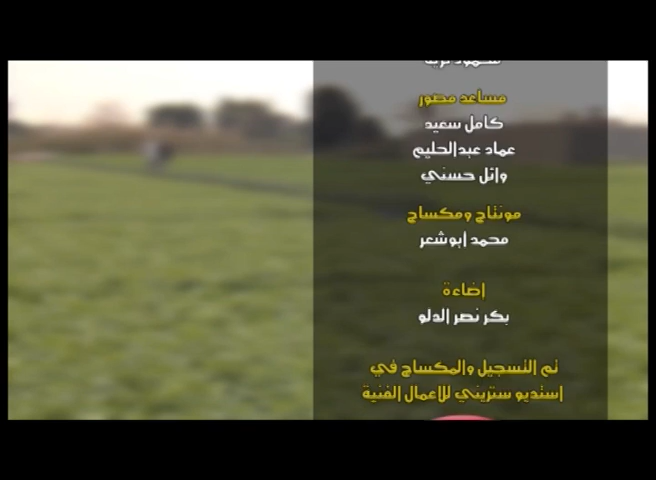 مساعد مصور
كامل سعيد
عماد عبدالحليم
وائل حسني
مونتاج ومكساج
محمد ابوشعر
إضاءة
بكر نصر الدلو
تم التسجيل والمكساج في
استديو ستريني للاعمال الفنية